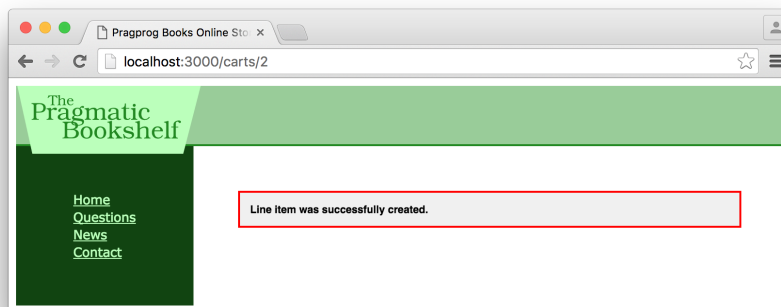 Pragprog Books Online Sto
localhost:3000/carts/2
The
Pragmatic
Bookshelf
Home
Questions
News
Contact
Line item was successfully created.